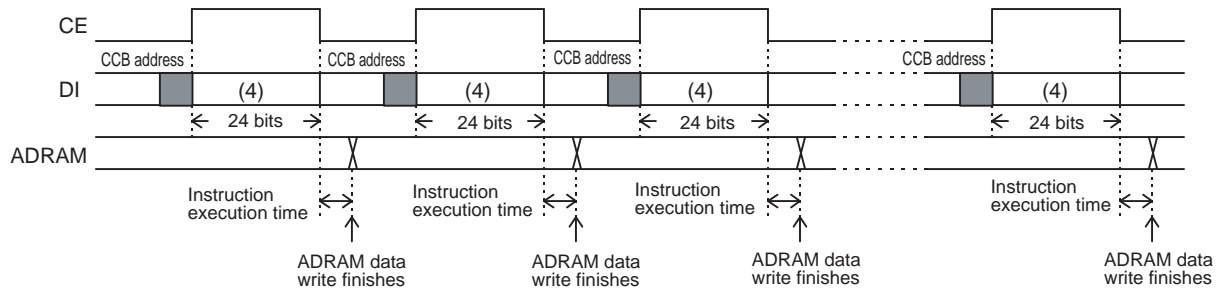 CE
CCB address CCB address CCB address CCB address
DI (4) (4) (4) (4)
24 bits 24 bits 24 bits 24 bits
ADRAM
Instruction Instruction Instruction Instruction
execution time execution time execution time execution time
ADRAM data ADRAM data ADRAM data ADRAM data
write finishes write finishes write finishes write finishes